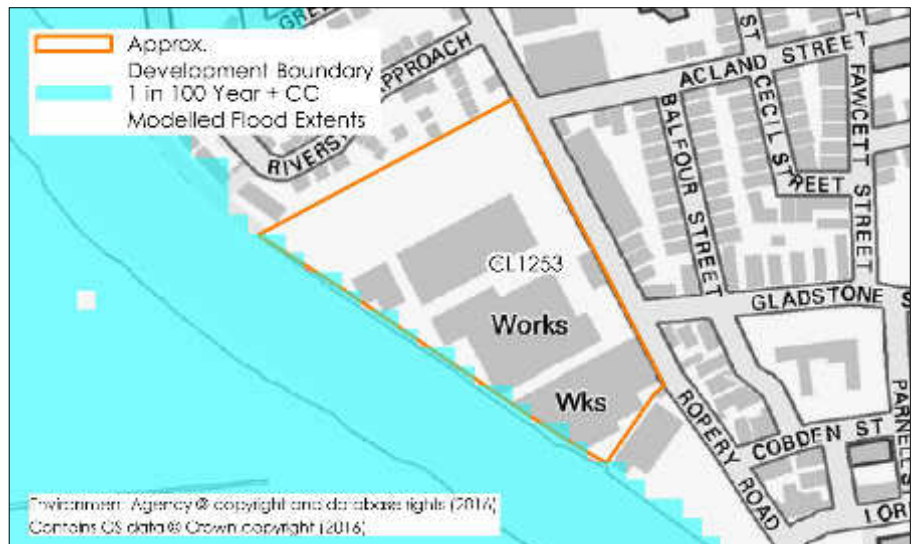 Approx.
Development Boundary
1 in 100 Year + CC
Modelled Flood Extents
APPROACH
ST
ACLAND STREET
FAWCETT STREET
CECIL ST
REET
BALFOUR STREET
CL1253
Works
GLADSTONE S
Wks
ROPERY ROAD
COBDEN ST
PARNELL S
Environment Agency © copyright and database rights (2016)
Contains OS data © Crown copyright (2016)